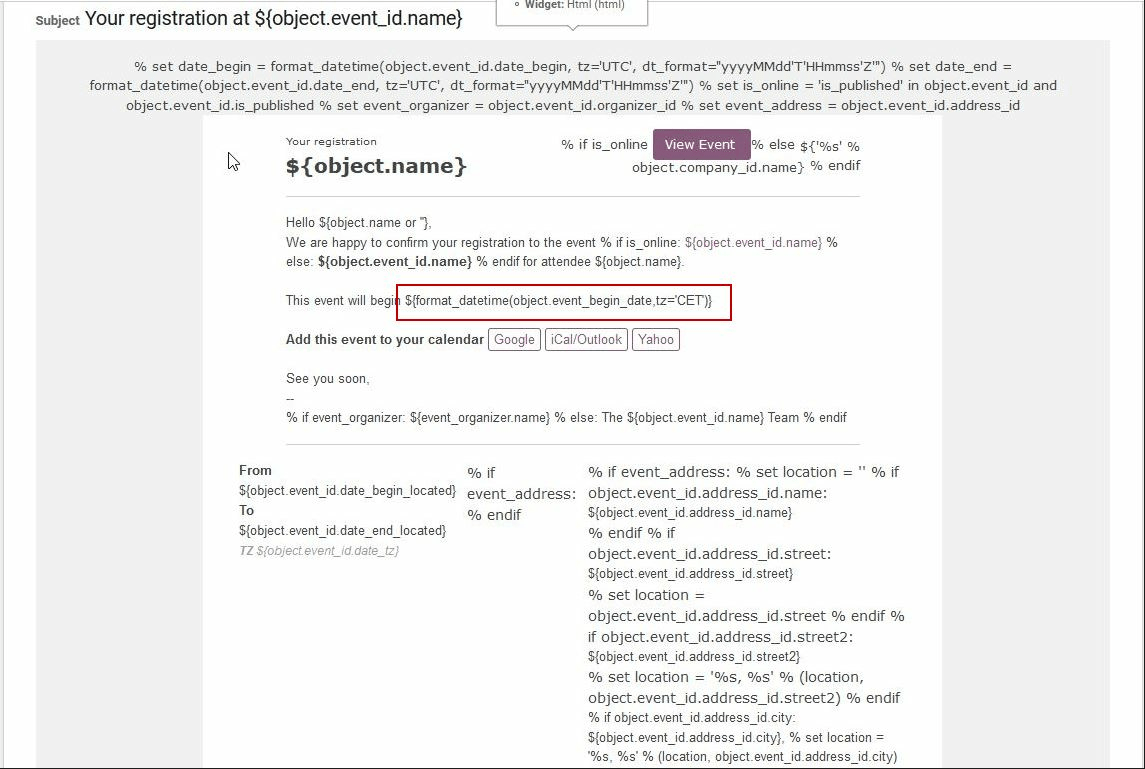 Widget: Html (html)
Subject Your registration at ${object.event_id.name}
% set date_begin = format_datetime(object.event_id.date_begin, tz='UTC', dt_format="yyyyMMdd'T'HHmmss'Z'") % set date_end =
format_datetime(object.event_id.date_end, tz='UTC', dt_format="yyyyMMdd'T'HHmmss'Z'") % set is_online = 'is_published' in object.event_id and
object.event_id.is_published % set event_organizer = object.event_id.organizer_id % set event_address = object.event_id.address_id
Your registration
${object.name}
% if is_online View Event % else ${'%s' %
object.company_id.name} % endif
Hello ${object.name or ''},
We are happy to confirm your registration to the event % if is_online: ${object.event_id.name} %
else: ${object.event_id.name} % endif for attendee ${object.name}.
This event will begin ${format_datetime(object.event_begin_date,tz='CET')}
Add this event to your calendar Google iCal/Outlook Yahoo
See you soon,
--
% if event_organizer: ${event_organizer.name} % else: The ${object.event_id.name} Team % endif
From
${object.event_id.date_begin_located}
To
${object.event_id.date_end_located}
TZ ${object.event_id.date_tz}
% if
event_address:
% endif
% if event_address: % set location = '' % if
object.event_id.address_id.name:
${object.event_id.address_id.name}
% endif % if
object.event_id.address_id.street:
${object.event_id.address_id.street}
% set location =
object.event_id.address_id.street % endif %
if object.event_id.address_id.street2:
${object.event_id.address_id.street2}
% set location = '%s, %s' % (location,
object.event_id.address_id.street2) % endif
% if object.event_id.address_id.city:
${object.event_id.address_id.city}, % set location =
'%s, %s' % (location, object.event_id.address_id.city)